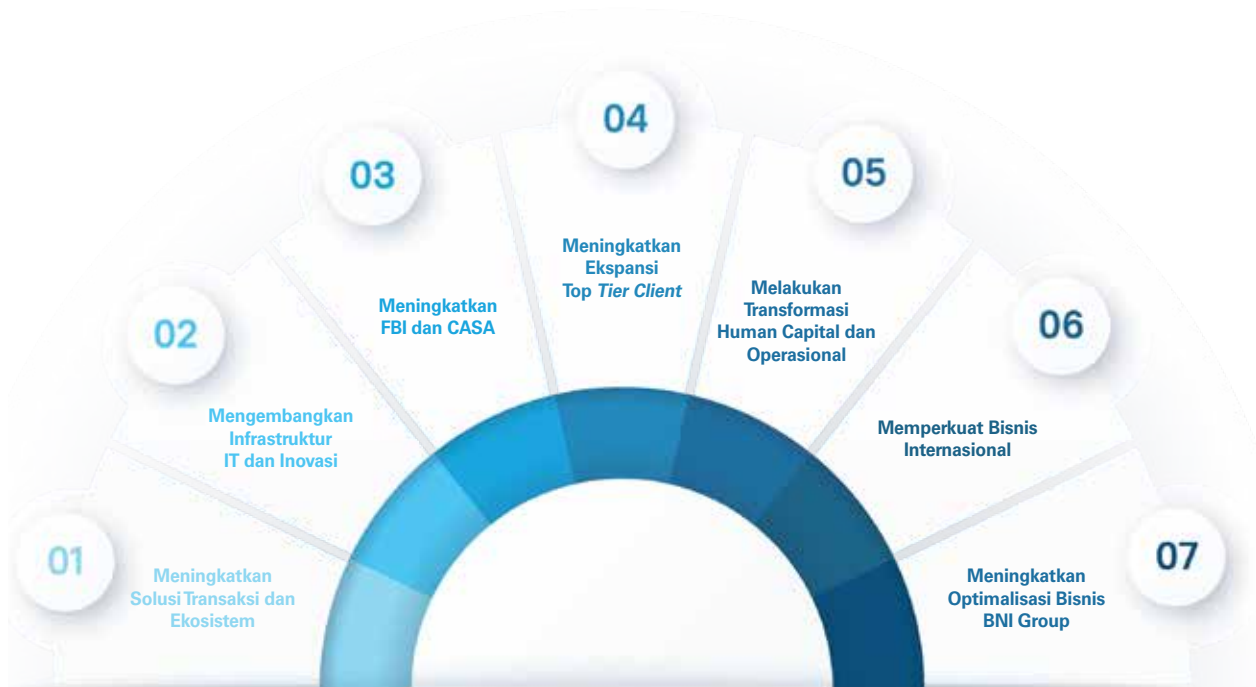 01
Meningkatkan
Solusi Transaksi dan
Ekosistem
02
Mengembangkan
Infrastruktur
IT dan Inovasi
03
Meningkatkan
FBI dan CASA
04
Meningkatkan
Ekspansi
Top Tier Client
05
Melakukan
Transformasi
Human Capital dan
Operasional
06
Memperkuat Bisnis
Internasional
07
Meningkatkan
Optimalisasi Bisnis
BNI Group